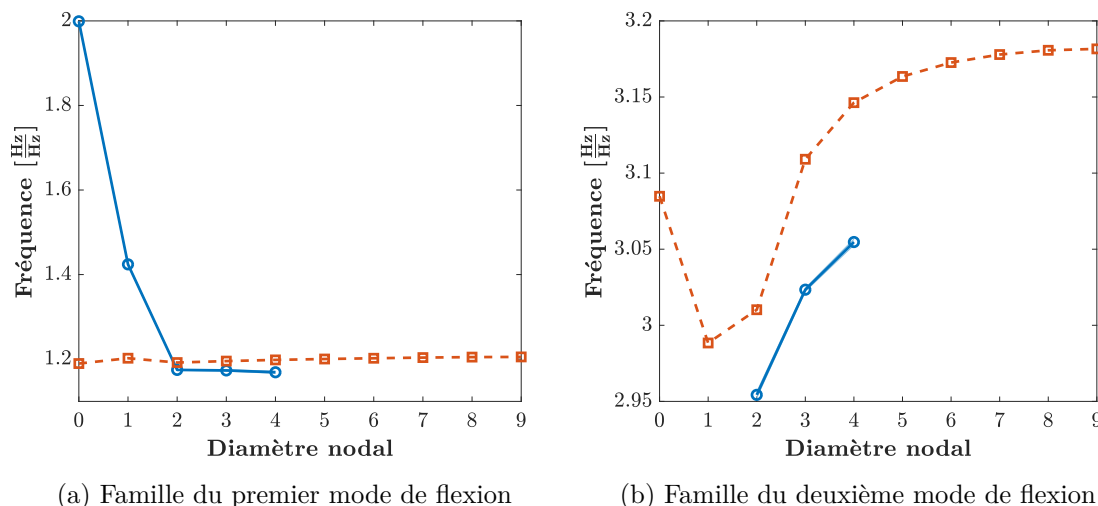 2
1.8
1.6
1.4
1.2
0 1 2 3 4 5 6 7 8 9
Fréquence [Hz/Hz]
Diamètre nodal
(a) Famille du premier mode de flexion
3.2
3.15
3.1
3.05
3
2.95
0 1 2 3 4 5 6 7 8 9
Fréquence [Hz/Hz]
Diamètre nodal
(b) Famille du deuxième mode de flexion